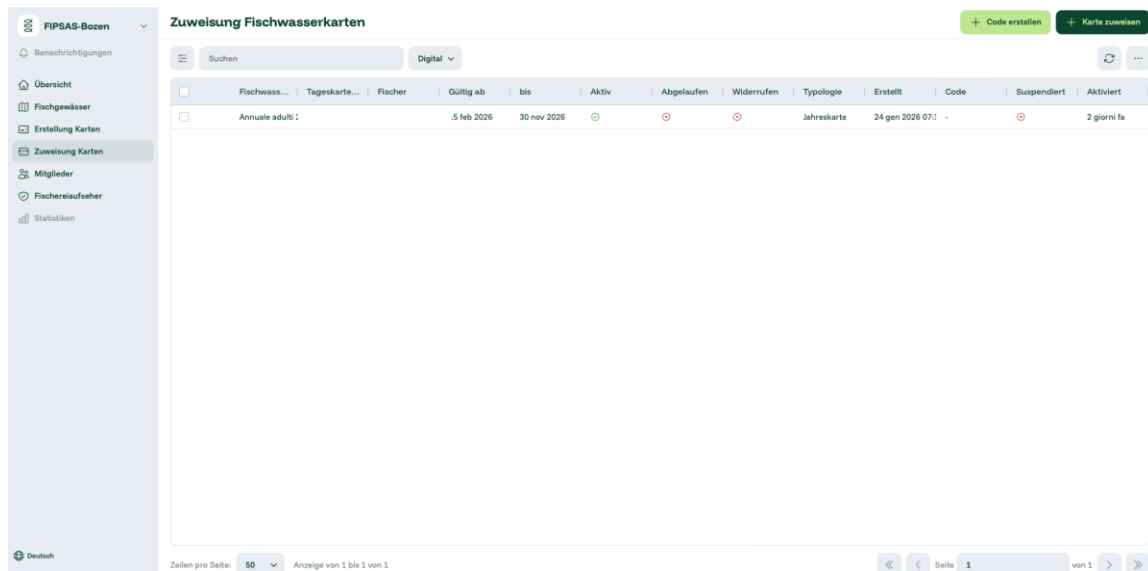 FIPSAS-Bozen
Benachrichtigungen
Übersicht
Fischgewässer
Erstellung Karten
Zuweisung Karten
Mitglieder
Fischereiaufseher
Statistiken
Deutsch
Zuweisung Fischwasserkarten
Code erstellen
Karte zuweisen
Suchen
Digital
Fischwass... Tageskarte... Fischer Gültig ab bis Aktiv Abgelaufen Widerrufen Typologie Erstellt Code Suspendiert Aktiviert
Annuale adulti .5 feb 2026 30 nov 2026 Jahreskarte 24 gen 2026 - 2 giorni fa
Zeilen pro Seite: 50 Anzeige von 1 bis 1 von 1 Seite 1 von 1